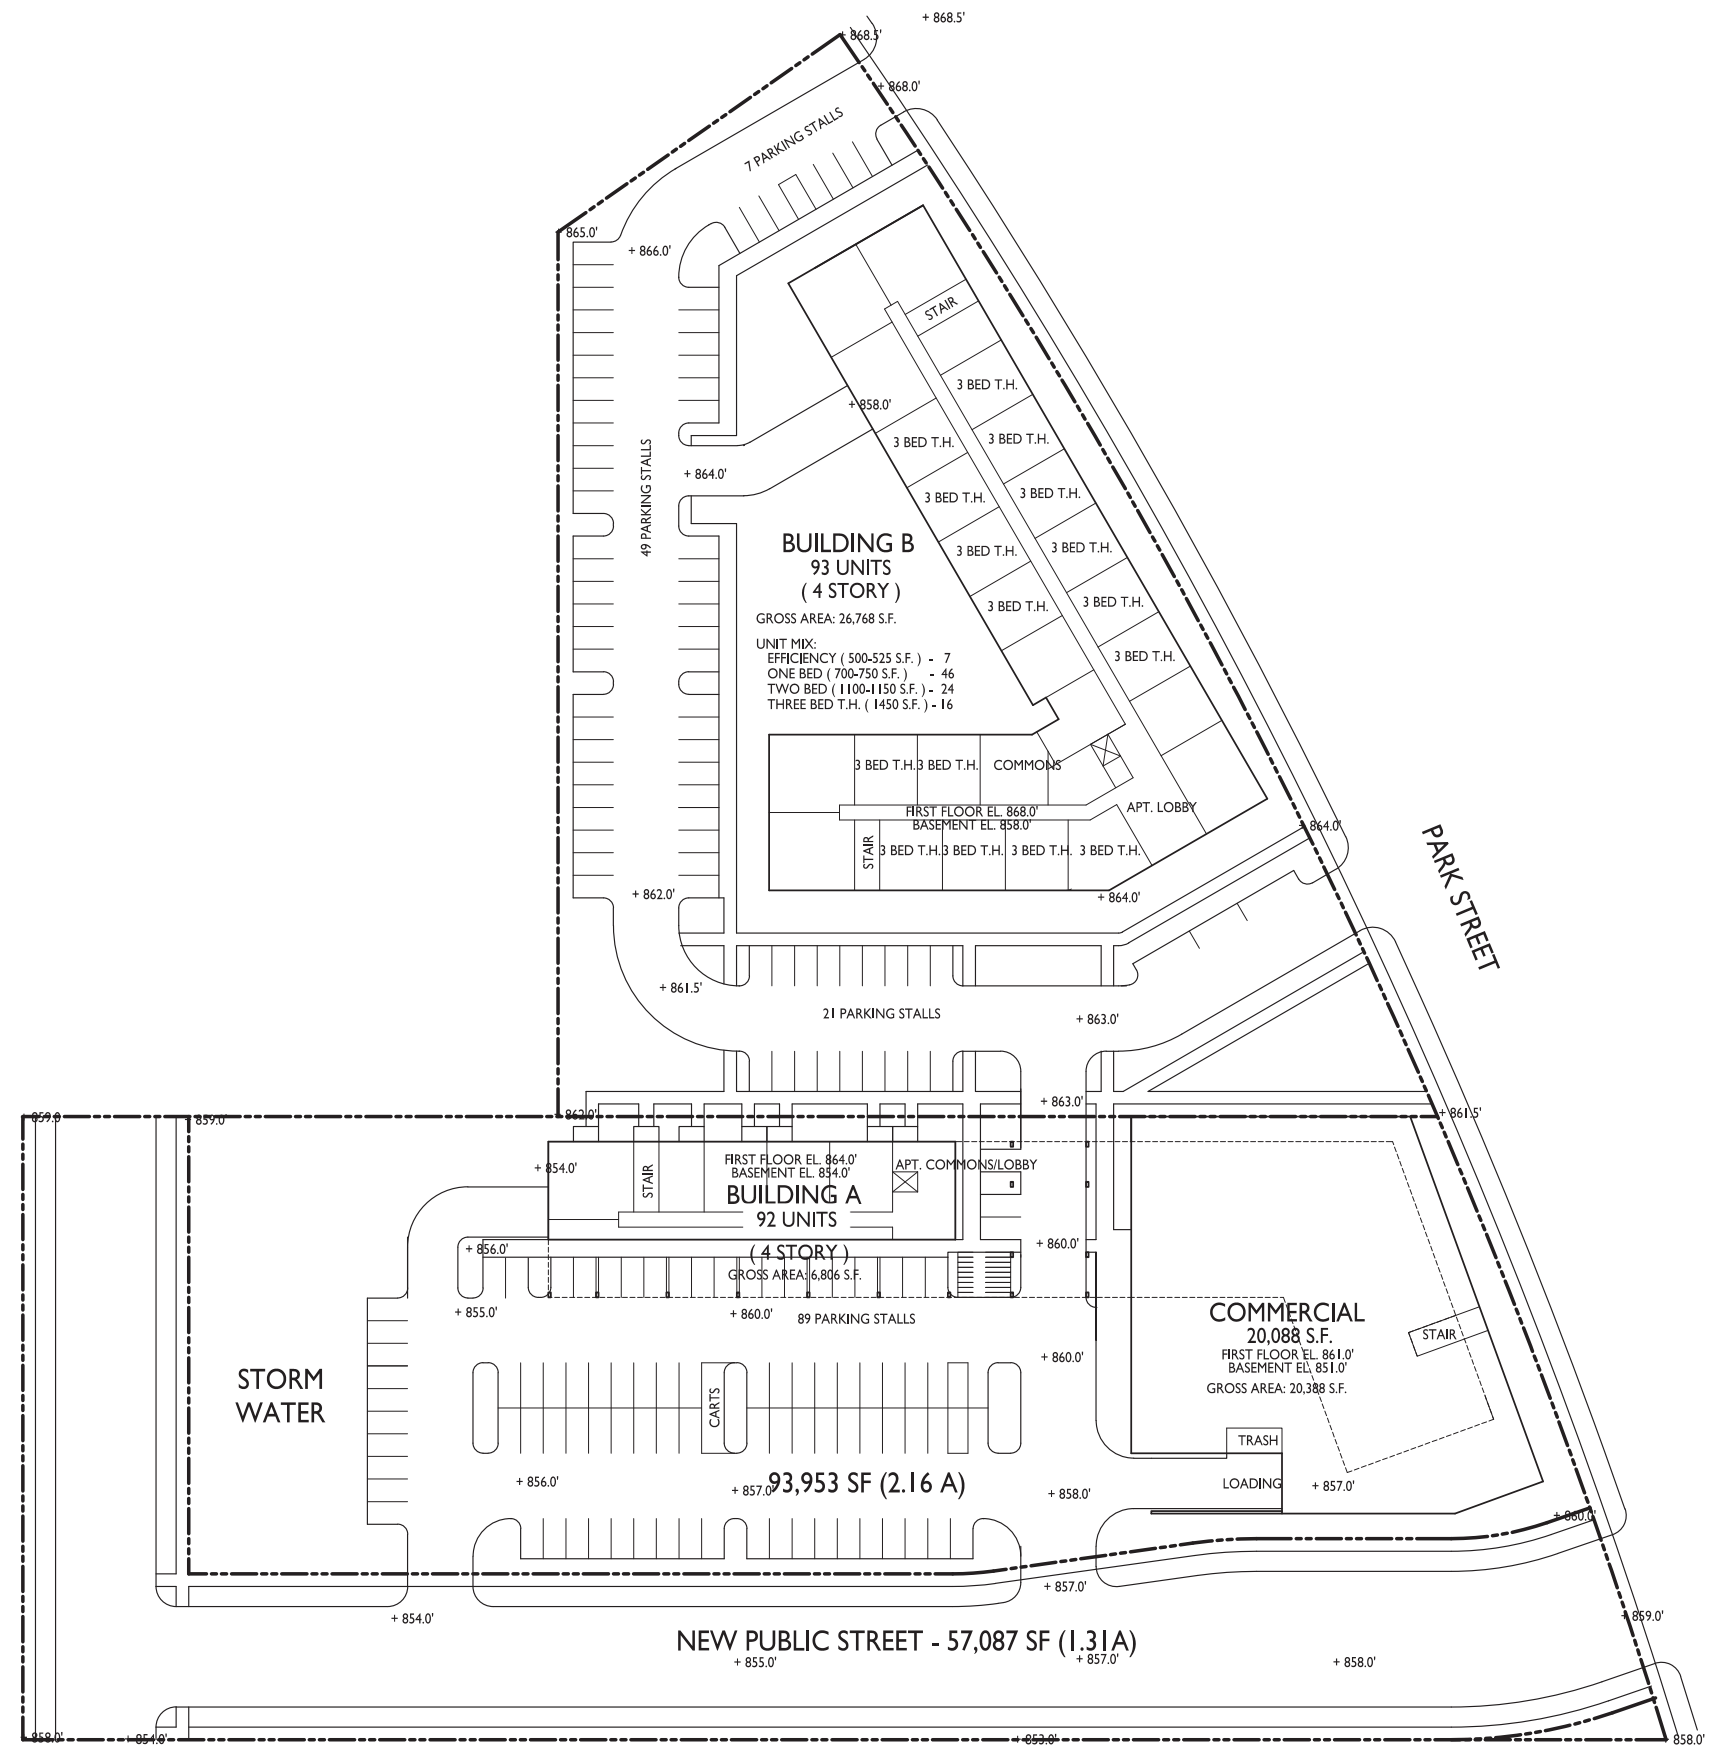 + 868.5'
+ 868.5'
+ 868.0'
7 PARKING STALLS
865.0'
+ 866.0'
STAIR
3 BED T.H.
+ 858.0'
3 BED T.H.
3 BED T.H.
49 PARKING STALLS
+ 864.0'
3 BED T.H.
3 BED T.H.
BUILDING B
93 UNITS
( 4 STORY )
3 BED T.H.
3 BED T.H.
GROSS AREA: 26,768 S.F.
3 BED T.H.
3 BED T.H.
UNIT MIX:
EFFICIENCY ( 500-525 S.F. ) - 7
ONE BED ( 700-750 S.F. ) - 46
TWO BED ( 1100-1150 S.F. ) - 24
THREE BED T.H. ( 1450 S.F. ) - 16
3 BED T.H.
3 BED T.H.
3 BED T.H.
COMMONS
FIRST FLOOR EL. 868.0'
BASEMENT EL. 858.0'
APT. LOBBY
+ 864.0'
STAIR
3 BED T.H.
3 BED T.H.
3 BED T.H.
3 BED T.H.
PARK STREET
+ 862.0'
+ 864.0'
+ 861.5'
21 PARKING STALLS
+ 863.0'
859.0
+ 859.0'
862.0'
+ 863.0'
+ 861.5'
+ 854.0'
STAIR
FIRST FLOOR EL. 864.0'
BASEMENT EL. 854.0'
APT. COMMONS/LOBBY
BUILDING A
92 UNITS
( 4 STORY )
GROSS AREA: 6,806 S.F.
+ 856.0'
+ 860.0'
+ 855.0'
+ 860.0'
89 PARKING STALLS
COMMERCIAL
20,088 S.F.
FIRST FLOOR EL. 861.0'
BASEMENT EL. 851.0'
GROSS AREA: 20,388 S.F.
STAIR
+ 860.0'
STORM
WATER
CARTS
TRASH
LOADING
+ 856.0'
+ 857.0'
93,953 SF (2.16 A)
+ 858.0'
+ 857.0'
+ 860.0'
+ 857.0'
+ 854.0'
+ 859.0'
NEW PUBLIC STREET - 57,087 SF (1.31A)
+ 855.0'
+ 857.0'
+ 858.0'
858.0'
+ 854.0'
+ 853.0'
858.0'